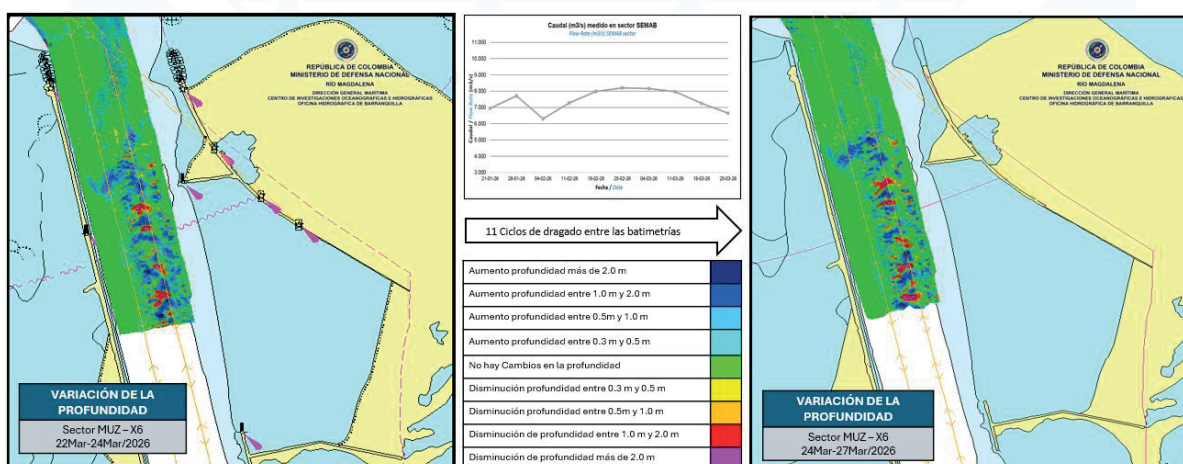 REPÚBLICA DE COLOMBIA
MINISTERIO DE DEFENSA NACIONAL
RÍO MAGDALENA
DIRECCIÓN GENERAL MARÍTIMA
CENTRO DE INVESTIGACIONES OCEANOGRÁFICAS E HIDROGRÁFICAS
OFICINA HIDROGRÁFICA DE BARRANQUILLA
VARIACIÓN DE LA
PROFUNDIDAD
Sector MUZ – X6
22Mar-24Mar/2026
Caudal (m3/s) medido en sector SEMAB
Flow Rate (m3/s) SEMAB sector
Caudal / Flow Rate (m3/s)
11.000
10.000
9.000
8.000
7.000
6.000
5.000
4.000
3.000
21-01-26
28-01-26
04-02-26
11-02-26
18-02-26
25-02-26
04-03-26
11-03-26
18-03-26
25-03-26
Fecha / Date
11 Ciclos de dragado entre las batimetrías
Aumento profundidad más de 2.0 m
Aumento profundidad entre 1.0 m y 2.0 m
Aumento profundidad entre 0.5m y 1.0 m
Aumento profundidad entre 0.3 m y 0.5 m
No hay Cambios en la profundidad
Disminución profundidad entre 0.3 m y 0.5 m
Disminución profundidad entre 0.5m y 1.0 m
Disminución de profundidad entre 1.0 m y 2.0 m
Disminución de profundidad más de 2.0 m
REPÚBLICA DE COLOMBIA
MINISTERIO DE DEFENSA NACIONAL
RÍO MAGDALENA
DIRECCIÓN GENERAL MARÍTIMA
CENTRO DE INVESTIGACIONES OCEANOGRÁFICAS E HIDROGRÁFICAS
OFICINA HIDROGRÁFICA DE BARRANQUILLA
VARIACIÓN DE LA
PROFUNDIDAD
Sector MUZ – X6
24Mar-27Mar/2026